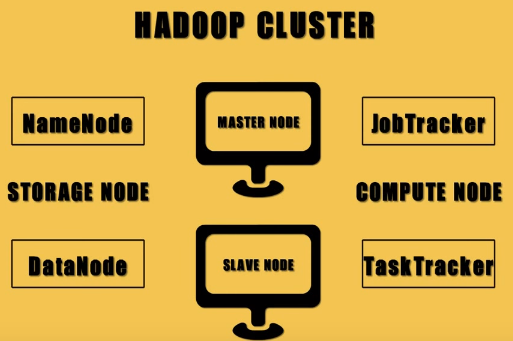 HADOOP CLUSTER
NameNode
MASTER NODE
JobTracker
STORAGE NODE
COMPUTE NODE
DataNode
SLAVE NODE
TaskTracker